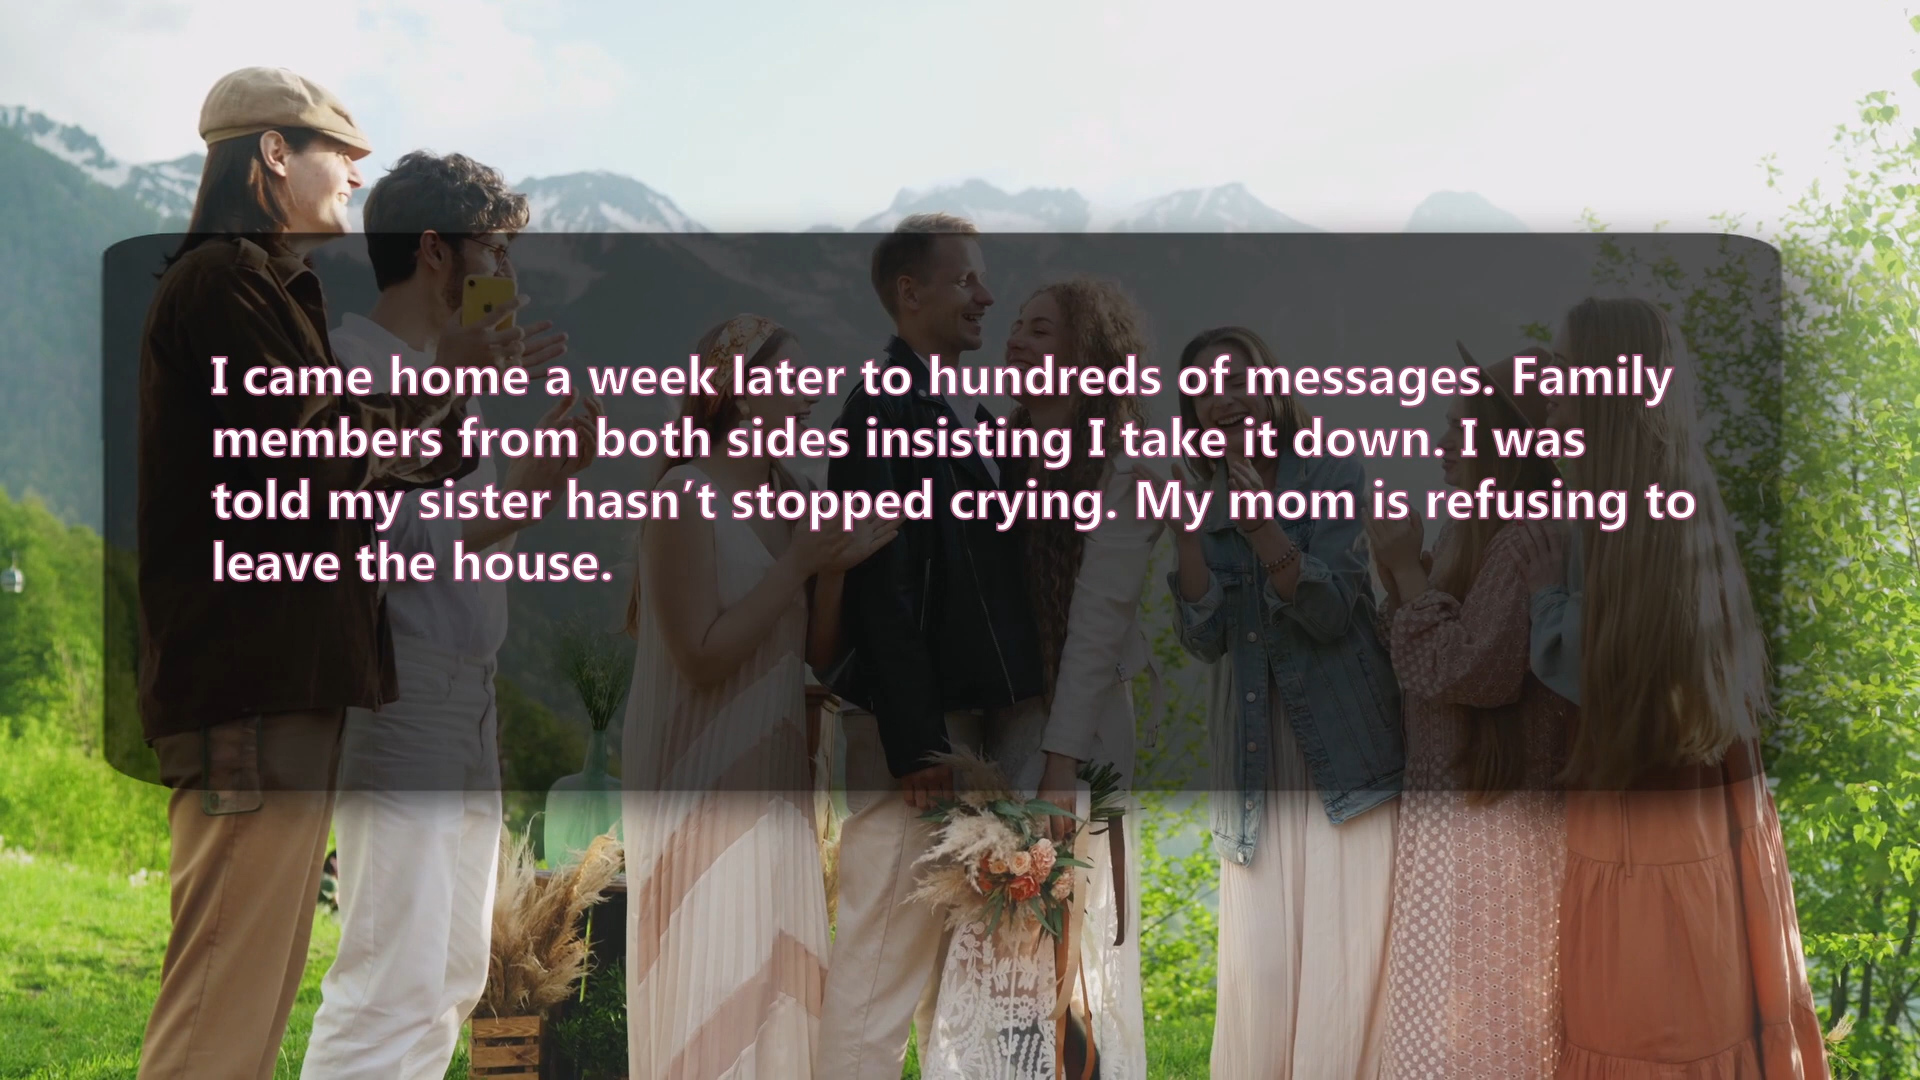 I came home a week later to hundreds of messages. Family
members from both sides insisting I take it down. I was
told my sister hasn’t stopped crying. My mom is refusing to
leave the house.